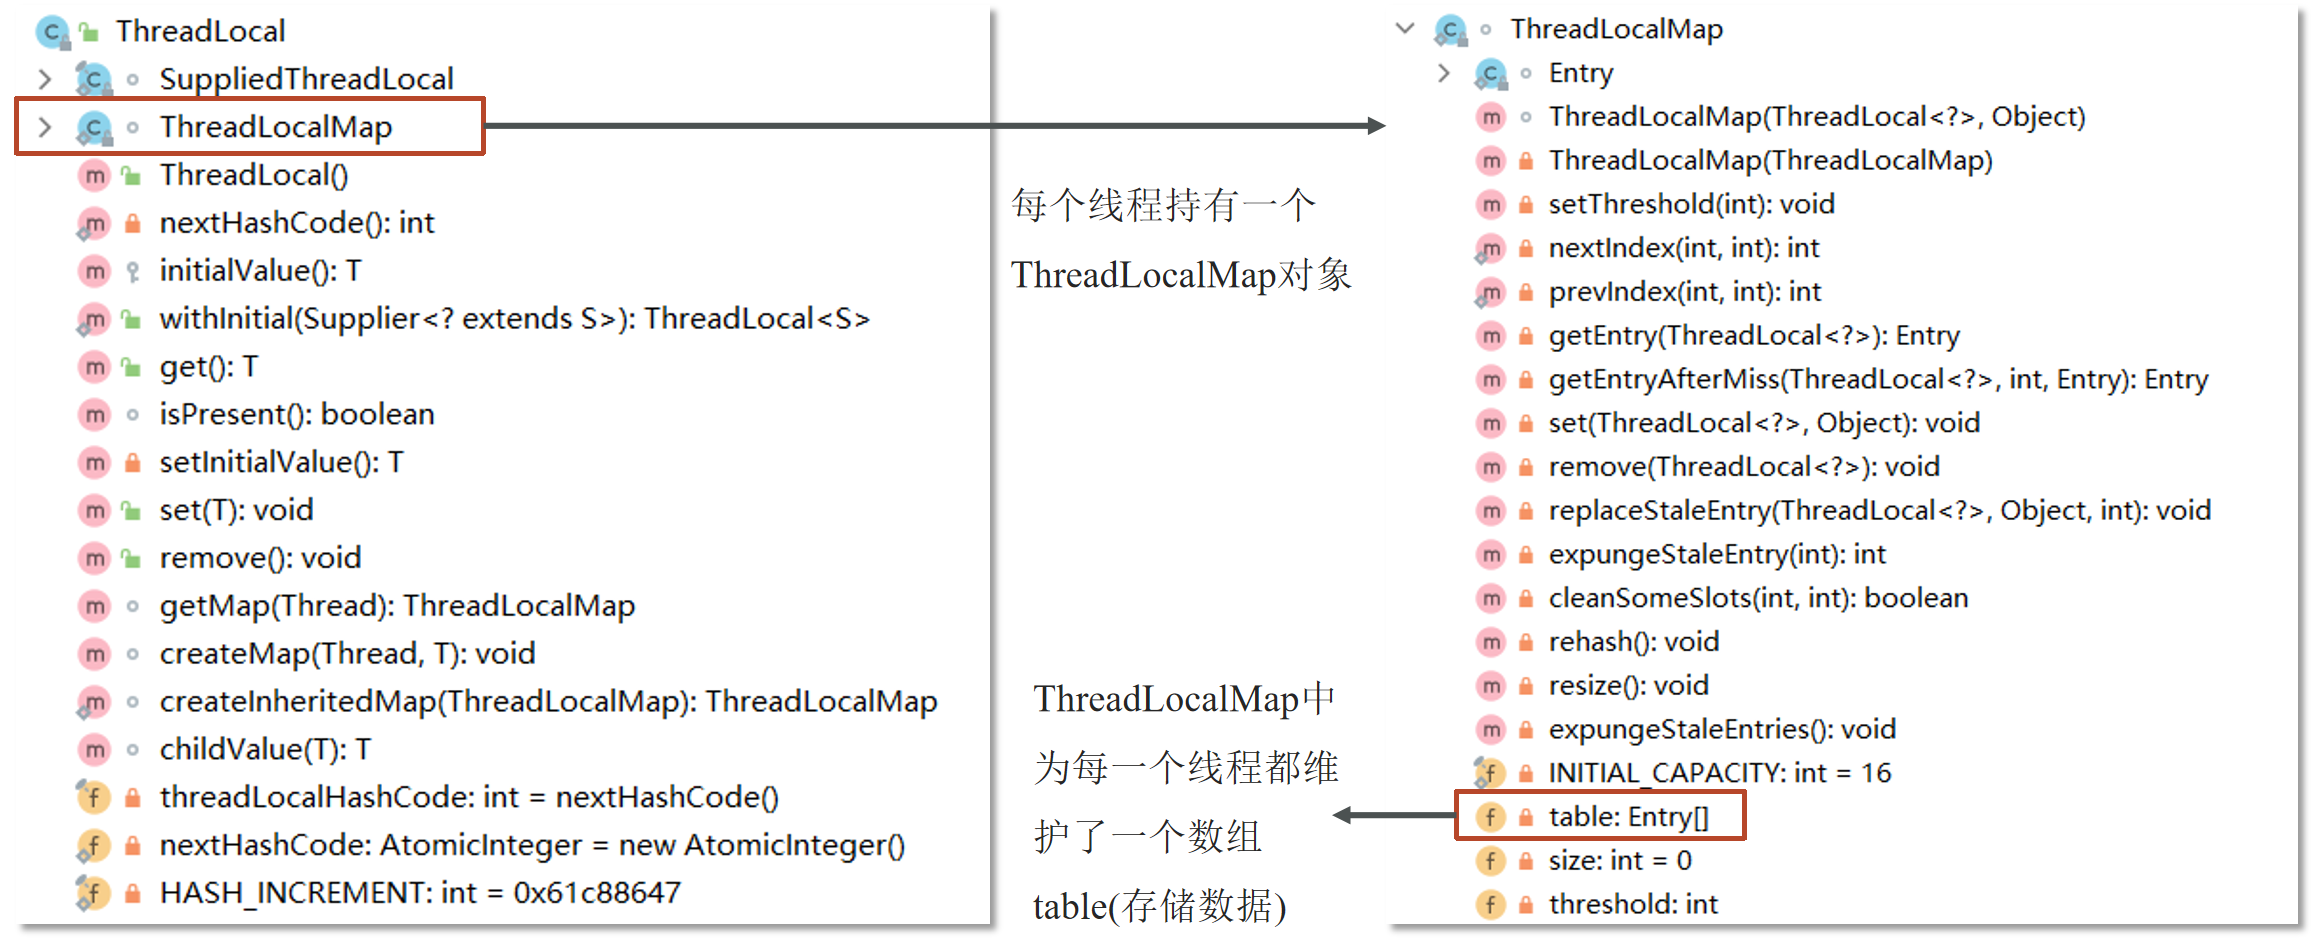 ThreadLocal
SuppliedThreadLocal
ThreadLocalMap
ThreadLocal()
nextHashCode(): int
initialValue(): T
withInitial(Supplier<? extends S>): ThreadLocal<S>
get(): T
isPresent(): boolean
setInitialValue(): T
set(T): void
remove(): void
getMap(Thread): ThreadLocalMap
createMap(Thread, T): void
createInheritedMap(ThreadLocalMap): ThreadLocalMap
childValue(T): T
threadLocalHashCode: int = nextHashCode()
nextHashCode: AtomicInteger = new AtomicInteger()
HASH_INCREMENT: int = 0x61c88647
每个线程持有一个
ThreadLocalMap对象
ThreadLocalMap中
为每一个线程都维
护了一个数组
table(存储数据)
ThreadLocalMap
Entry
ThreadLocalMap(ThreadLocal<?>, Object)
ThreadLocalMap(ThreadLocalMap)
setThreshold(int): void
nextIndex(int, int): int
prevIndex(int, int): int
getEntry(ThreadLocal<?>): Entry
getEntryAfterMiss(ThreadLocal<?>, int, Entry): Entry
set(ThreadLocal<?>, Object): void
remove(ThreadLocal<?>): void
replaceStaleEntry(ThreadLocal<?>, Object, int): void
expungeStaleEntry(int): int
cleanSomeSlots(int, int): boolean
rehash(): void
resize(): void
expungeStaleEntries(): void
INITIAL_CAPACITY: int = 16
table: Entry[]
size: int = 0
threshold: int